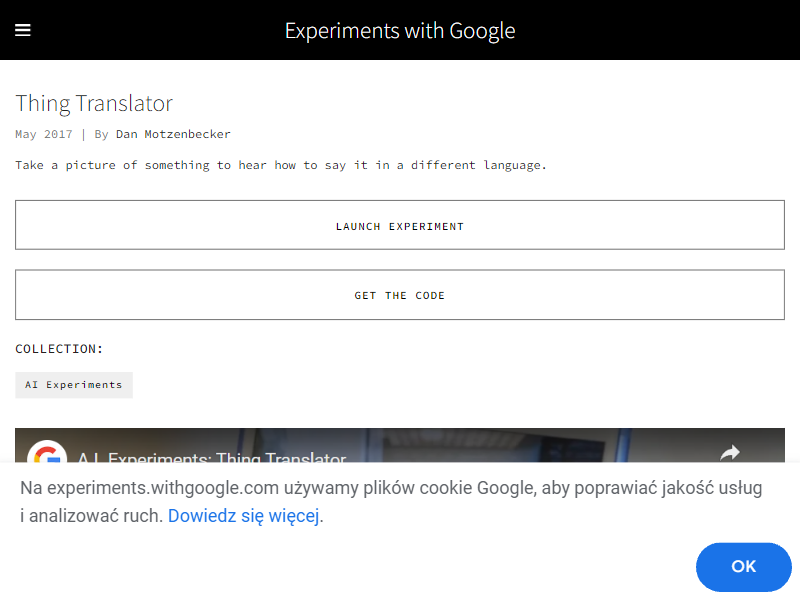 Experiments with Google
Thing Translator
May 2017 | By Dan Motzenbecker
Take a picture of something to hear how to say it in a different language.
LAUNCH EXPERIMENT
GET THE CODE
COLLECTION:
AI Experiments
A.I. Experiments: Thing Translator
Na experiments.withgoogle.com używamy plików cookie Google, aby poprawiać jakość usług
i analizować ruch. Dowiedz się więcej.
OK